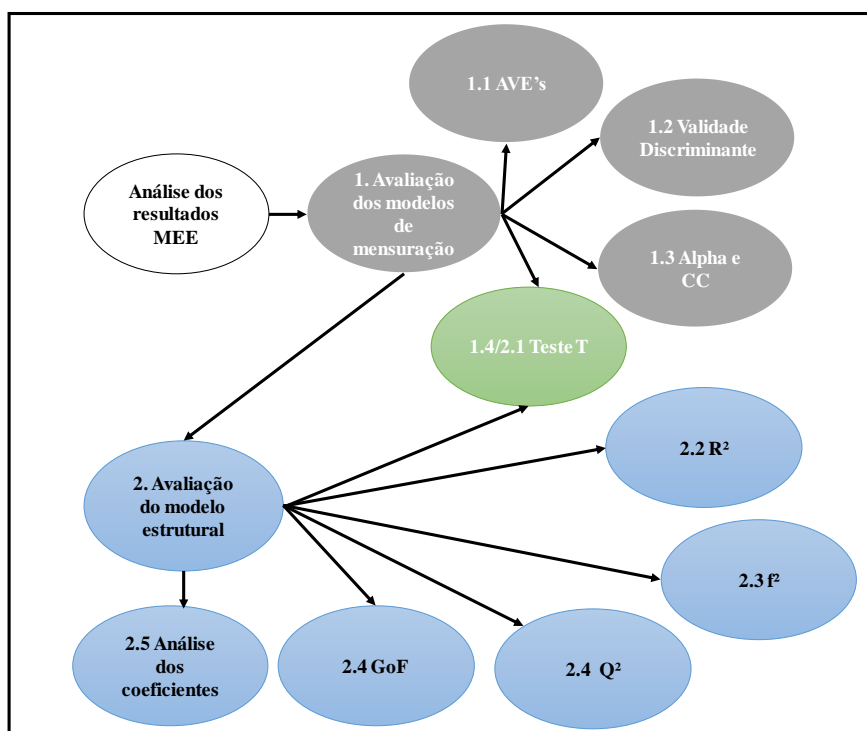 1.1 AVE's
1.2 Validade
Discriminante
Análise dos
resultados
MEE
1. Avaliação
dos modelos
de
mensuração
1.3 Alpha e
CC
1.4/2.1 Teste T
2.2 R²
2. Avaliação
do modelo
estrutural
2.3 f²
2.5 Análise
dos
coeficientes
2.4 GoF
2.4 Q²